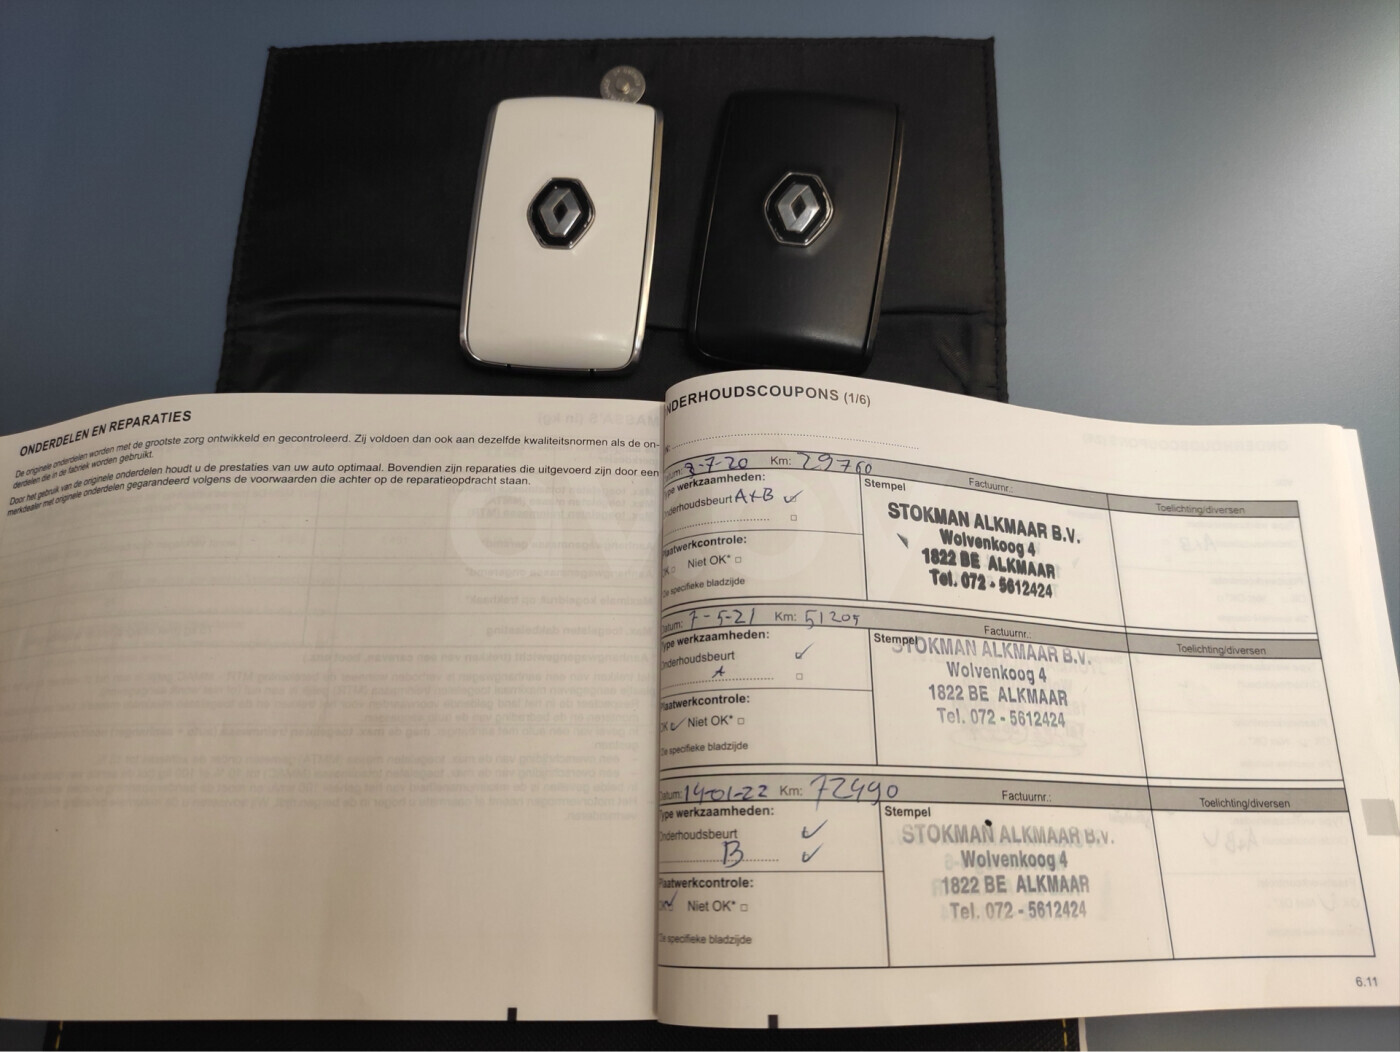 ONDERDELEN EN REPARATIES
De originele onderdelen worden met de grootste zorg ontwikkeld en gecontroleerd. Zij voldoen dan ook aan dezelfde kwaliteitsnormen als de on-
derdelen die in de fabriek worden gebruikt.
Door het gebruik van de originele onderdelen houdt u de prestaties van uw auto optimaal. Bovendien zijn reparaties die uitgevoerd zijn door een
merkdealer met originele onderdelen gegarandeerd volgens de voorwaarden die achter op de reparatieopdracht staan.
NDERHOUDSCOUPONS (1/6)
atum: 8-7-20 Km: 29760
Factuurnr.:
Toelichting/diversen
ype werkzaamheden:
Stempel
nderhoudsbeurt A+B
STOKMAN ALKMAAR B.V.
Wolvenkoog 4
1822 BE ALKMAAR
Tel. 072 - 5612424
laatwerkcontrole:
OK Niet OK*
Zie specifieke bladzijde
Datum: 7-5-21 Km: 51205
Factuurnr.:
Toelichting/diversen
ype werkzaamheden:
Stempel
Onderhoudsbeurt
A
STOKMAN ALKMAAR B.V.
Wolvenkoog 4
1822 BE ALKMAAR
Tel. 072 - 5612424
Plaatwerkcontrole:
OK Niet OK*
Zie specifieke bladzijde
Datum: 14-01-22 Km: 72490
Factuurnr.:
Toelichting/diversen
Type werkzaamheden:
Stempel
Onderhoudsbeurt
B
STOKMAN ALKMAAR B.V.
Wolvenkoog 4
1822 BE ALKMAAR
Tel. 072 - 5612424
Plaatwerkcontrole:
OK Niet OK*
Zie specifieke bladzijde
6.11